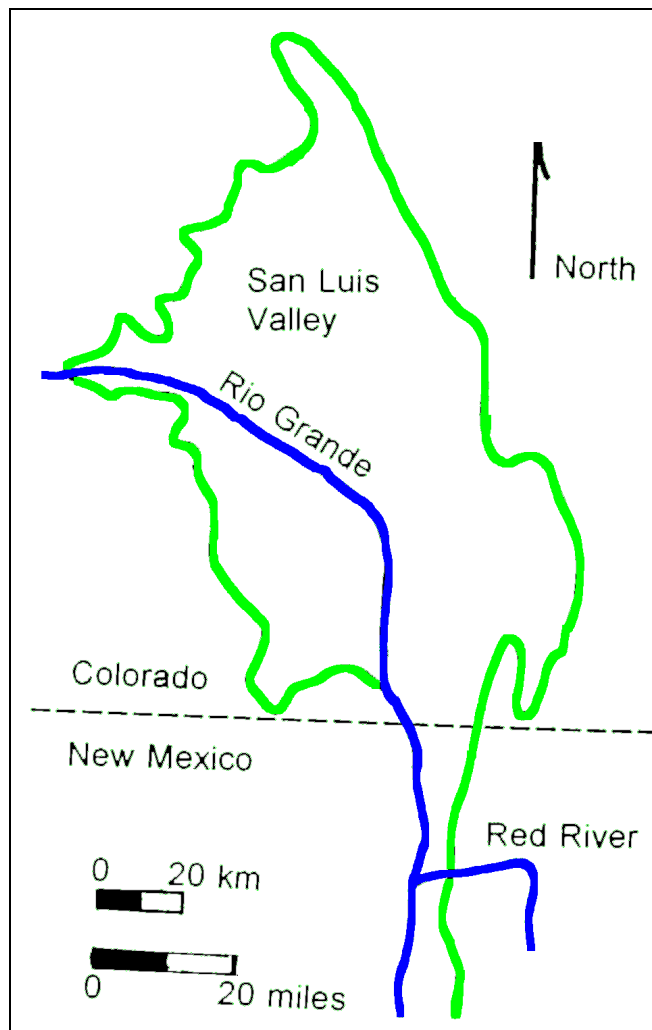 North
San Luis
Valley
Rio Grande
Colorado
New Mexico
Red River
0 20 km
0 20 miles